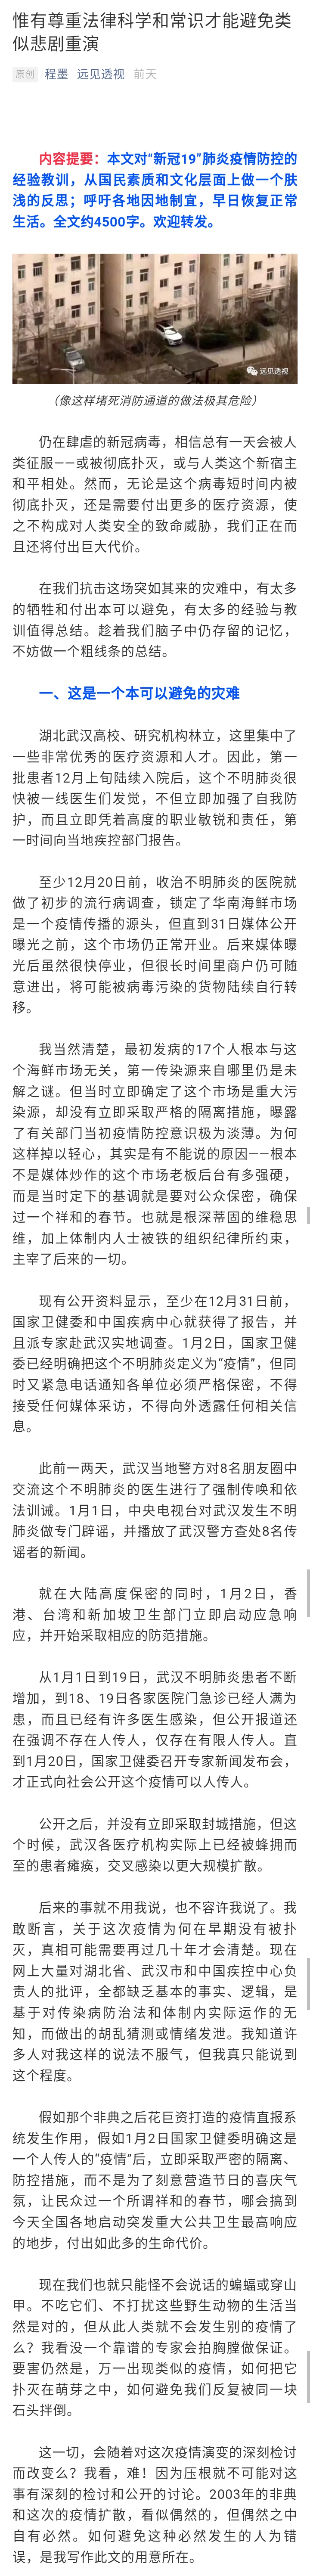 惟有尊重法律科学和常识才能避免类
似悲剧重演
原创 程墨 远见透视 前天
内容提要：本文对“新冠19”肺炎疫情防控的
经验教训，从国民素质和文化层面上做一个肤
浅的反思；呼吁各地因地制宜，早日恢复正常
生活。全文约4500字。欢迎转发。
远见透视
（像这样堵死消防通道的做法极其危险）
仍在肆虐的新冠病毒，相信总有一天会被人
类征服——或被彻底扑灭，或与人类这个新宿主
和平相处。然而，无论是这个病毒短时间内被
彻底扑灭，还是需要付出更多的医疗资源，使
之不构成对人类安全的致命威胁，我们正在而
且还将付出巨大代价。
在我们抗击这场突如其来的灾难中，有太多
的牺牲和付出本可以避免，有太多的经验与教
训值得总结。趁着我们脑子中仍存留的记忆，
不妨做一个粗线条的总结。
一、这是一个本可以避免的灾难
湖北武汉高校、研究机构林立，这里集中了
一些非常优秀的医疗资源和人才。因此，第一
批患者12月上旬陆续入院后，这个不明肺炎很
快被一线医生们发觉，不但立即加强了自我防
护，而且立即凭着高度的职业敏锐和责任，第
一时间向当地疾控部门报告。
至少12月20日前，收治不明肺炎的医院就
做了初步的流行病调查，锁定了华南海鲜市场
是一个疫情传播的源头，但直到31日媒体公开
曝光之前，这个市场仍正常开业。后来媒体曝
光后虽然很快停业，但很长时间里商户仍可随
意进出，将可能被病毒污染的货物陆续自行转
移。
我当然清楚，最初发病的17个人根本与这
个海鲜市场无关，第一传染源来自哪里仍是未
解之谜。但当时立即确定了这个市场是重大污
染源，却没有立即采取严格的隔离措施，曝露
了有关部门当初疫情防控意识极为淡薄。为何
这样掉以轻心，其实是有不能说的原因——根本
不是媒体炒作的这个市场老板后台有多强硬，
而是当时定下的基调就是要对公众保密，确保
过一个祥和的春节。也就是根深蒂固的维稳思
维，加上体制内人士被铁的组织纪律所约束，
主宰了后来的一切。
现有公开资料显示，至少在12月31日前，
国家卫健委和中国疾病中心就获得了报告，并
且派专家赴武汉实地调查。1月2日，国家卫健
委已经明确把这个不明肺炎定义为“疫情”，但同
时又紧急电话通知各单位必须严格保密，不得
接受任何媒体采访，不得向外透露任何相关信
息。
此前一两天，武汉当地警方对8名朋友圈中
交流这个不明肺炎的医生进行了强制传唤和依
法训诫。1月1日，中央电视台对武汉发生不明
肺炎做专门辟谣，并播放了武汉警方查处8名传
谣者的新闻。
就在大陆高度保密的同时，1月2日，香
港、台湾和新加坡卫生部门立即启动应急响
应，并开始采取相应的防范措施。
从1月1日到19日，武汉不明肺炎患者不断
增加，到18、19日各家医院门急诊已经人满为
患，而且已经有许多医生感染，但公开报道还
在强调不存在人传人，仅存在有限人传人。直
到1月20日，国家卫健委召开专家新闻发布会，
才正式向社会公开这个疫情可以人传人。
公开之后，并没有立即采取封城措施，但这
个时候，武汉各医疗机构实际上已经被蜂拥而
至的患者瘫痪，交叉感染以更大规模扩散。
后来的事就不用我说，也不容许我说了。我
敢断言，关于这次疫情为何在早期没有被扑
灭，真相可能需要再过几十年才会清楚。现在
网上大量对湖北省、武汉市和中国疾控中心负
责人的批评，全都缺乏基本的事实、逻辑，是
基于对传染病防治法和体制内实际运作的无
知，而做出的胡乱猜测或情绪发泄。我知道许
多人对我这样的说法不服气，但我真只能说到
这个程度。
假如那个非典之后花巨资打造的疫情直报系
统发生作用，假如1月2日国家卫健委明确这是
一个人传人的“疫情”后，立即采取严密的隔离、
防控措施，而不是为了刻意营造节日的喜庆气
氛，让民众过一个所谓祥和的春节，哪会搞到
今天全国各地启动突发重大公共卫生最高响应
的地步，付出如此多的生命代价。
现在我们也就只能怪不会说话的蝙蝠或穿山
甲。不吃它们、不打扰这些野生动物的生活当
然是对的，但从此人类就不会发生别的疫情了
么？我看没一个靠谱的专家会拍胸膛做保证。
要害仍然是，万一出现类似的疫情，如何把它
扑灭在萌芽之中，如何避免我们反复被同一块
石头拌倒。
这一切，会随着对这次疫情演变的深刻检讨
而改变么？我看，难！因为压根就不可能对这
事有深刻的检讨和公开的讨论。2003年的非典
和这次的疫情扩散，看似偶然的，但偶然之中
自有必然。如何避免这种必然发生的人为错
误，是我写作此文的用意所在。